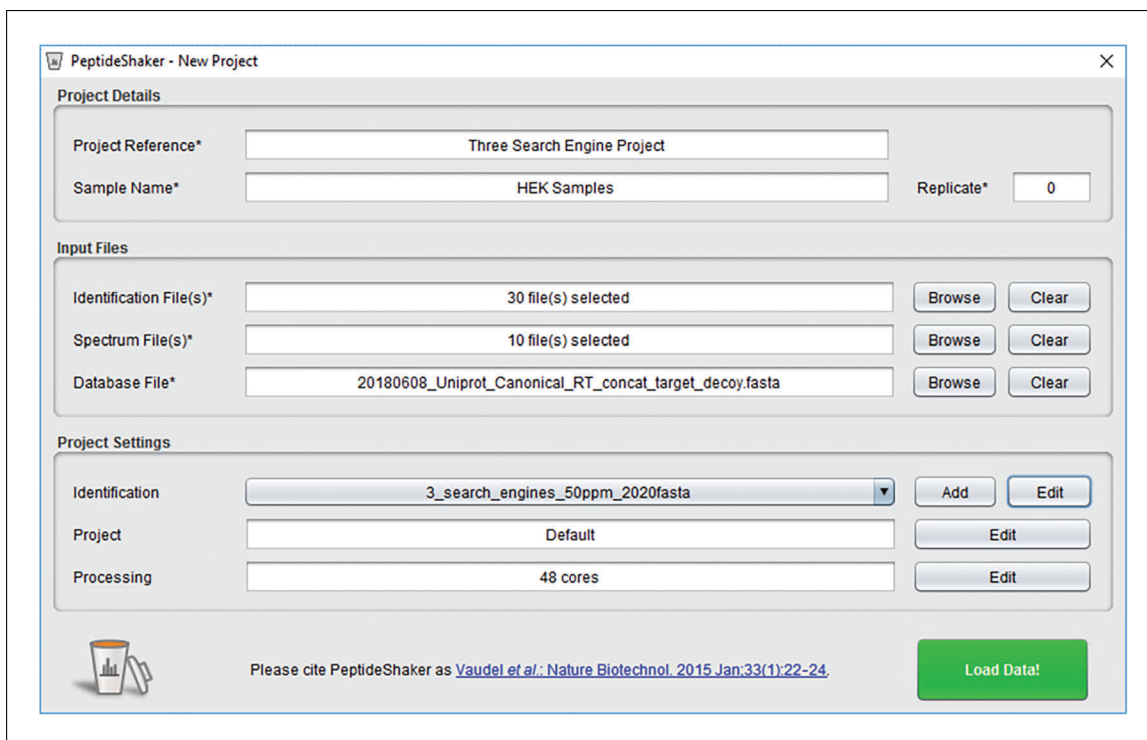 PeptideShaker - New Project
Project Details
Project Reference* Three Search Engine Project
Sample Name* HEK Samples Replicate* 0
Input Files
Identification File(s)* 30 file(s) selected Browse Clear
Spectrum File(s)* 10 file(s) selected Browse Clear
Database File* 20180608_Uniprot_Canonical_RT_concat_target_decoy.fasta Browse Clear
Project Settings
Identification 3_search_engines_50ppm_2020fasta Add Edit
Project Default Edit
Processing 48 cores Edit
Please cite PeptideShaker as Vaudel et al.: Nature Biotechnol. 2015 Jan;33(1):22-24. Load Data!